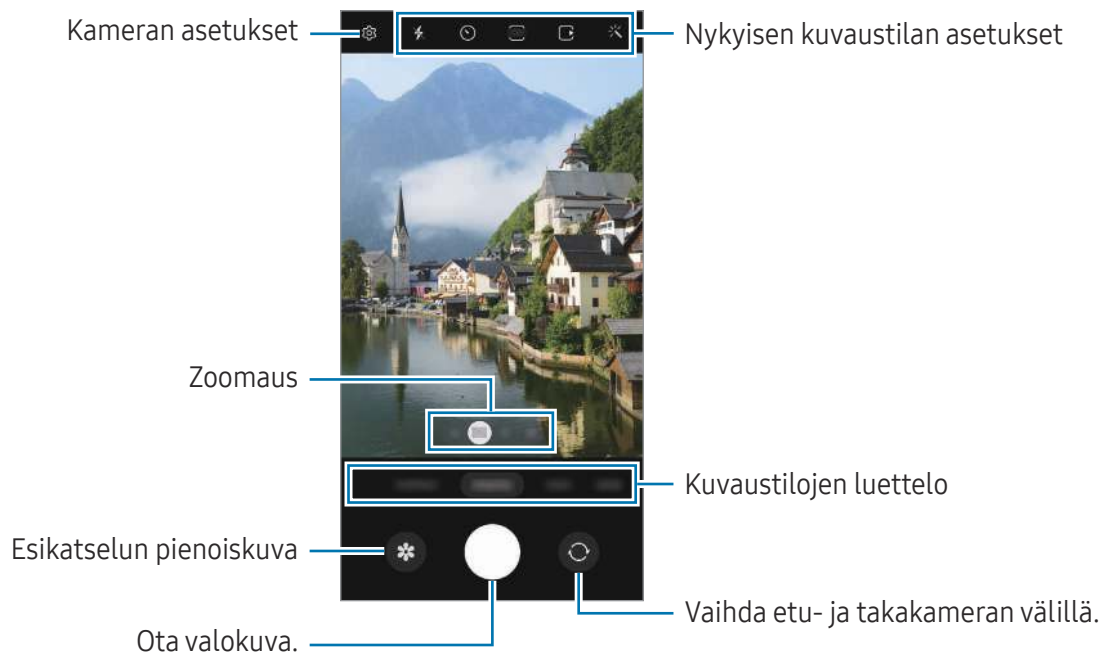 Kameran asetukset
Nykyisen kuvaustilan asetukset
Zoomaus
Kuvaustilojen luettelo
Esikatselun pienoiskuva
Vaihda etu- ja takakameran välillä.
Ota valokuva.